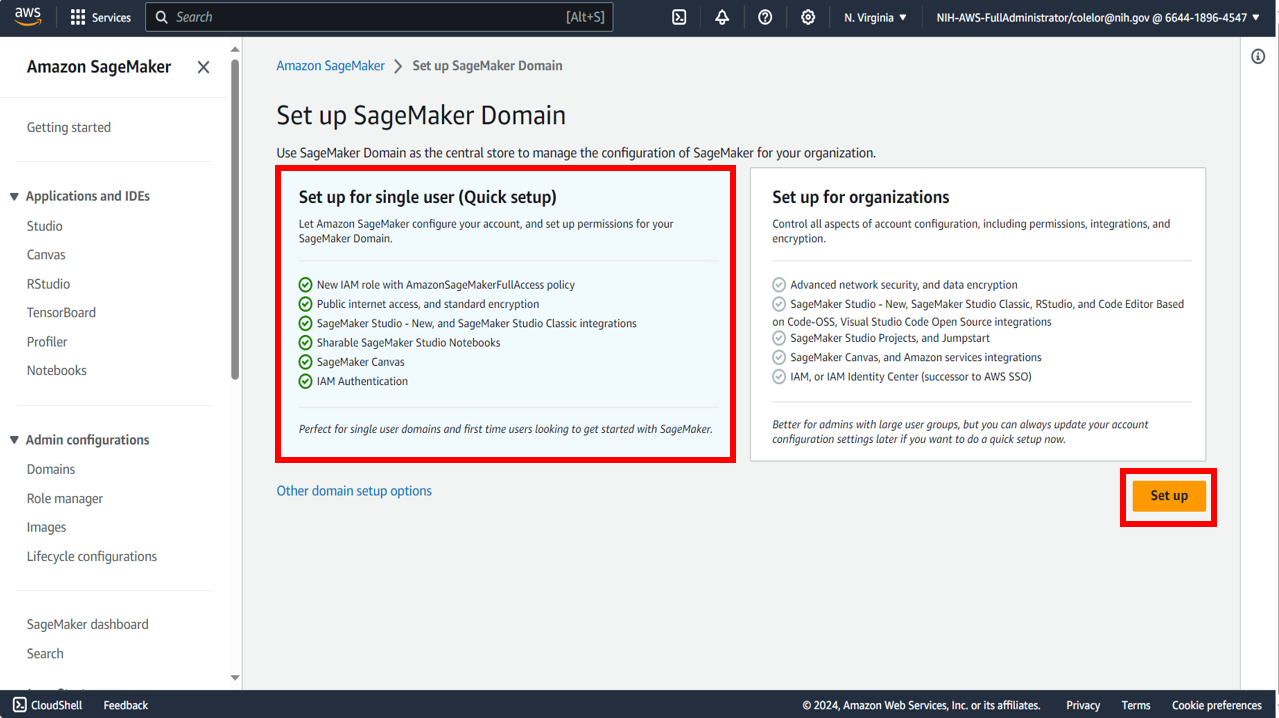 aws
Services
Search
[Alt+S]
N. Virginia
NIH-AWS-FullAdministrator/colelor@nih.gov @ 6644-1896-4547
Amazon SageMaker
Getting started
Applications and IDEs
Studio
Canvas
RStudio
TensorBoard
Profiler
Notebooks
Admin configurations
Domains
Role manager
Images
Lifecycle configurations
SageMaker dashboard
Search
Amazon SageMaker
Set up SageMaker Domain
Set up SageMaker Domain
Use SageMaker Domain as the central store to manage the configuration of SageMaker for your organization.
Set up for single user (Quick setup)
Let Amazon SageMaker configure your account, and set up permissions for your
SageMaker Domain.
New IAM role with AmazonSageMakerFullAccess policy
Public internet access, and standard encryption
SageMaker Studio - New, and SageMaker Studio Classic integrations
Sharable SageMaker Studio Notebooks
SageMaker Canvas
IAM Authentication
Perfect for single user domains and first time users looking to get started with SageMaker.
Set up for organizations
Control all aspects of account configuration, including permissions, integrations, and
encryption.
Advanced network security, and data encryption
SageMaker Studio - New, SageMaker Studio Classic, RStudio, and Code Editor Based
on Code-OSS, Visual Studio Code Open Source integrations
SageMaker Studio Projects, and Jumpstart
SageMaker Canvas, and Amazon services integrations
IAM, or IAM Identity Center (successor to AWS SSO)
Better for admins with large user groups, but you can always update your account
configuration settings later if you want to do a quick setup now.
Other domain setup options
Set up
CloudShell
Feedback
© 2024, Amazon Web Services, Inc. or its affiliates.
Privacy
Terms
Cookie preferences